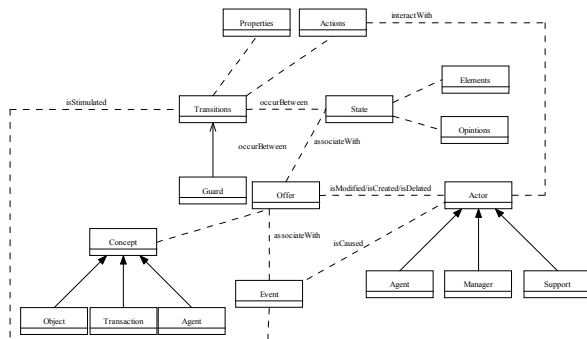 Properties
Actions
interactWith
isStimulated
Transitions
occurBetween
State
Elements
Opintions
occurBetween
associateWith
Guard
Offer
isModified/isCreated/isDelated
Actor
Concept
associateWith
isCaused
Event
Agent
Manager
Support
Object
Transaction
Agent